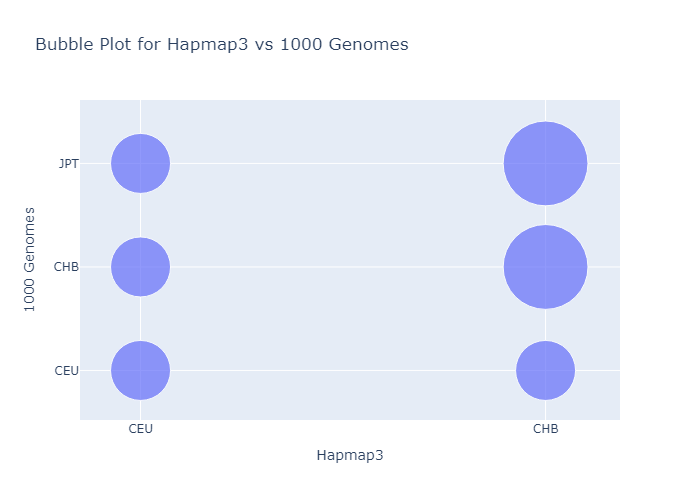 Bubble Plot for Hapmap3 vs 1000 Genomes
JPT
CHB
CEU
1000 Genomes
CEU
CHB
Hapmap3